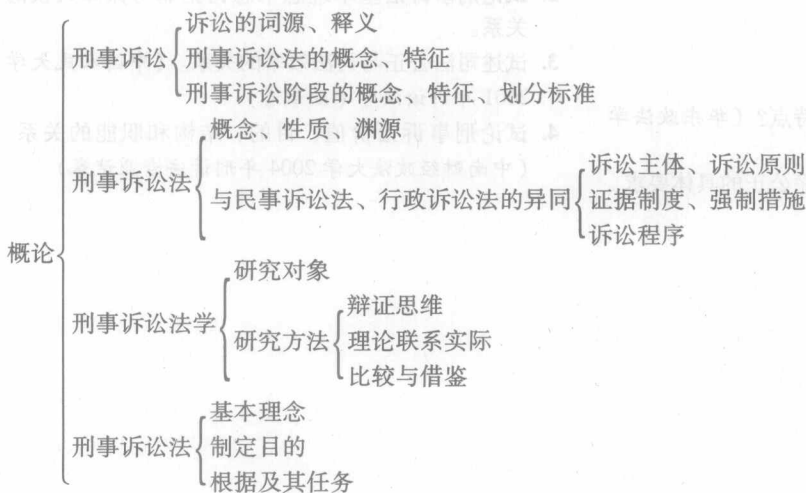 概论
刑事诉讼
诉讼的词源、释义
刑事诉讼法的概念、特征
刑事诉讼阶段的概念、特征、划分标准
刑事诉讼法
概念、性质、渊源
与民事诉讼法、行政诉讼法的异同
诉讼主体、诉讼原则
证据制度、强制措施
诉讼程序
刑事诉讼法学
研究对象
研究方法
辩证思维
理论联系实际
比较与借鉴
刑事诉讼法
基本理念
制定目的
根据及其任务